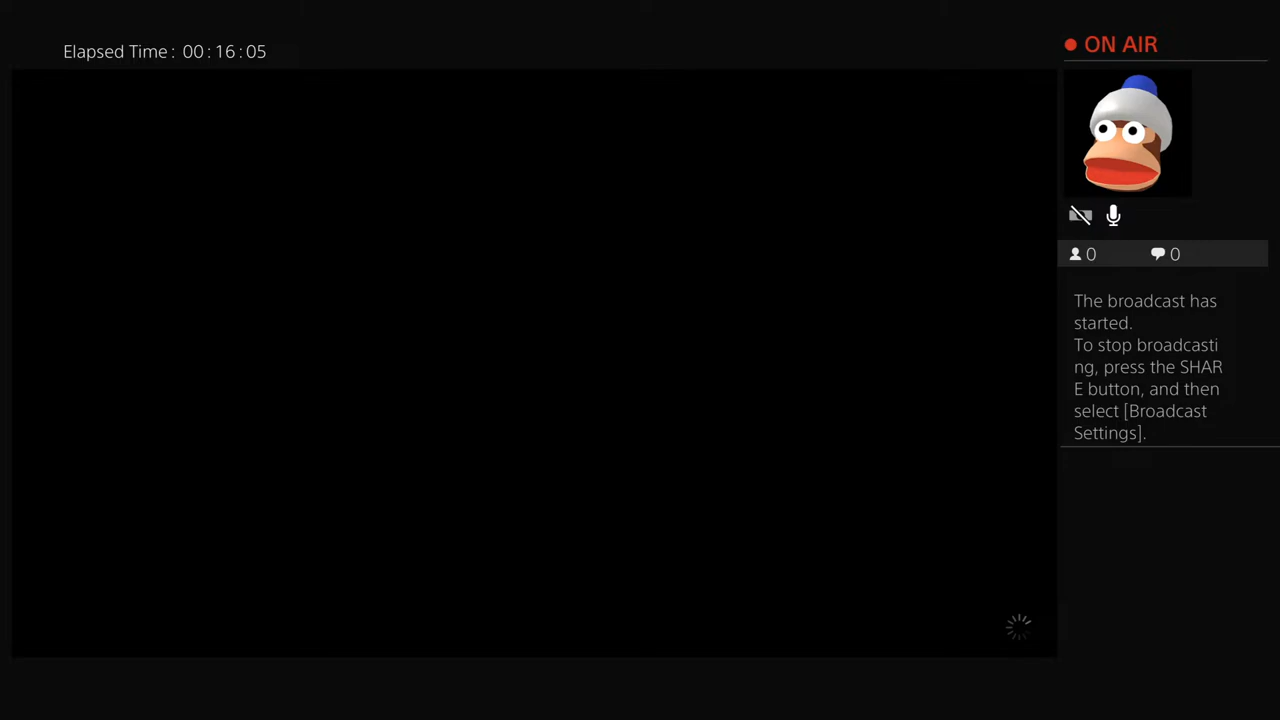 Elapsed Time : 00 : 16 : 05
ON AIR
0 0
The broadcast has
started.
To stop broadcasti
ng, press the SHAR
E button, and then
select [Broadcast
Settings].